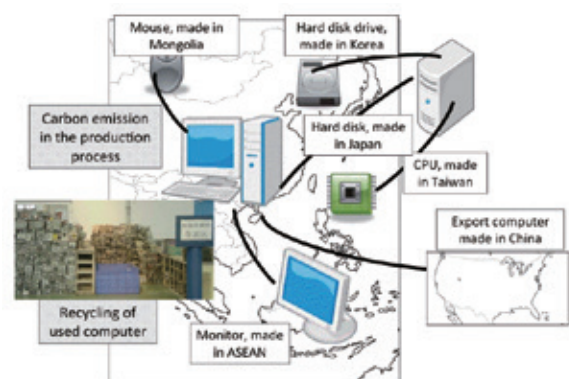 Mouse, made in
Mongolia
Hard disk drive,
made in Korea
Carbon emission
in the production
process
Hard disk, made
in Japan
CPU, made
in Taiwan
Export computer
made in China
Recycling of
used computer
Monitor, made
in ASEAN